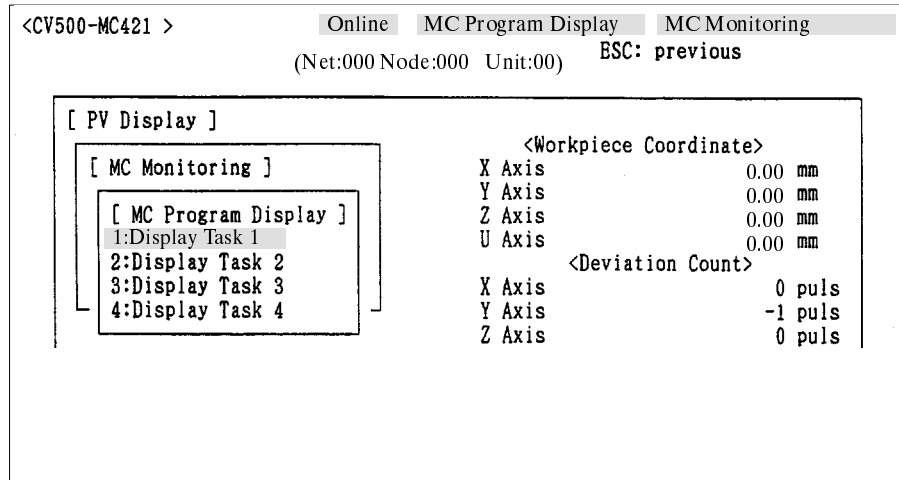 <CV500-MC421 > Online MC Program Display MC Monitoring
(Net:000 Node:000 Unit:00) ESC: previous
[ PV Display ]
<Workpiece Coordinate>
[ MC Monitoring ]
X Axis 0.00 mm
Y Axis 0.00 mm
Z Axis 0.00 mm
U Axis 0.00 mm
[ MC Program Display ]
1:Display Task 1
2:Display Task 2
3:Display Task 3
4:Display Task 4
<Deviation Count>
X Axis 0 puls
Y Axis -1 puls
Z Axis 0 puls